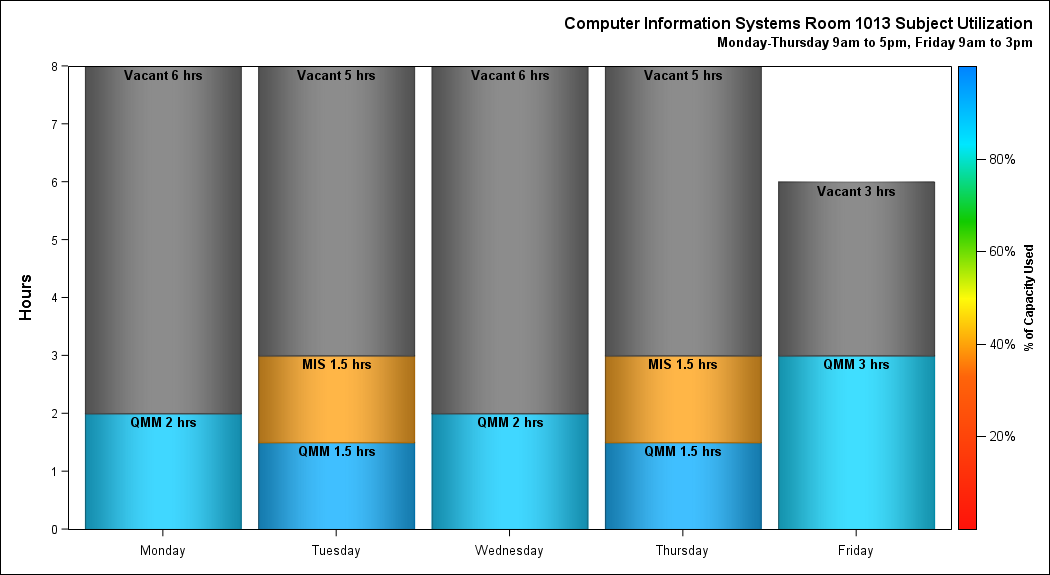 Computer Information Systems Room 1013 Subject Utilization
Monday-Thursday 9am to 5pm, Friday 9am to 3pm
8
7
6
5
4
3
2
1
0
Hours
Vacant 6 hrs
QMM 2 hrs
Vacant 5 hrs
MIS 1.5 hrs
QMM 1.5 hrs
Vacant 6 hrs
QMM 2 hrs
Vacant 5 hrs
MIS 1.5 hrs
QMM 1.5 hrs
Vacant 3 hrs
QMM 3 hrs
Monday
Tuesday
Wednesday
Thursday
Friday
80%
60%
40%
20%
% of Capacity Used